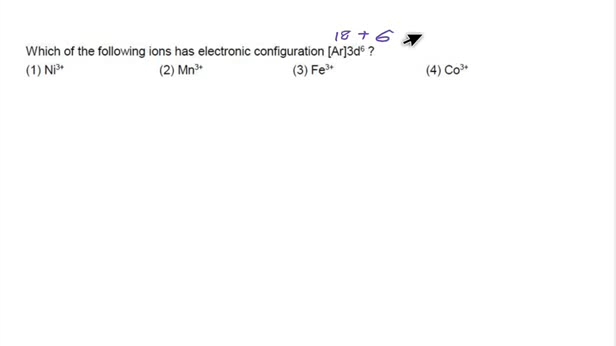 18 + 6
Which of the following ions has electronic configuration [Ar]3d⁶ ?
(1) Ni³⁺ (2) Mn³⁺ (3) Fe³⁺ (4) Co³⁺